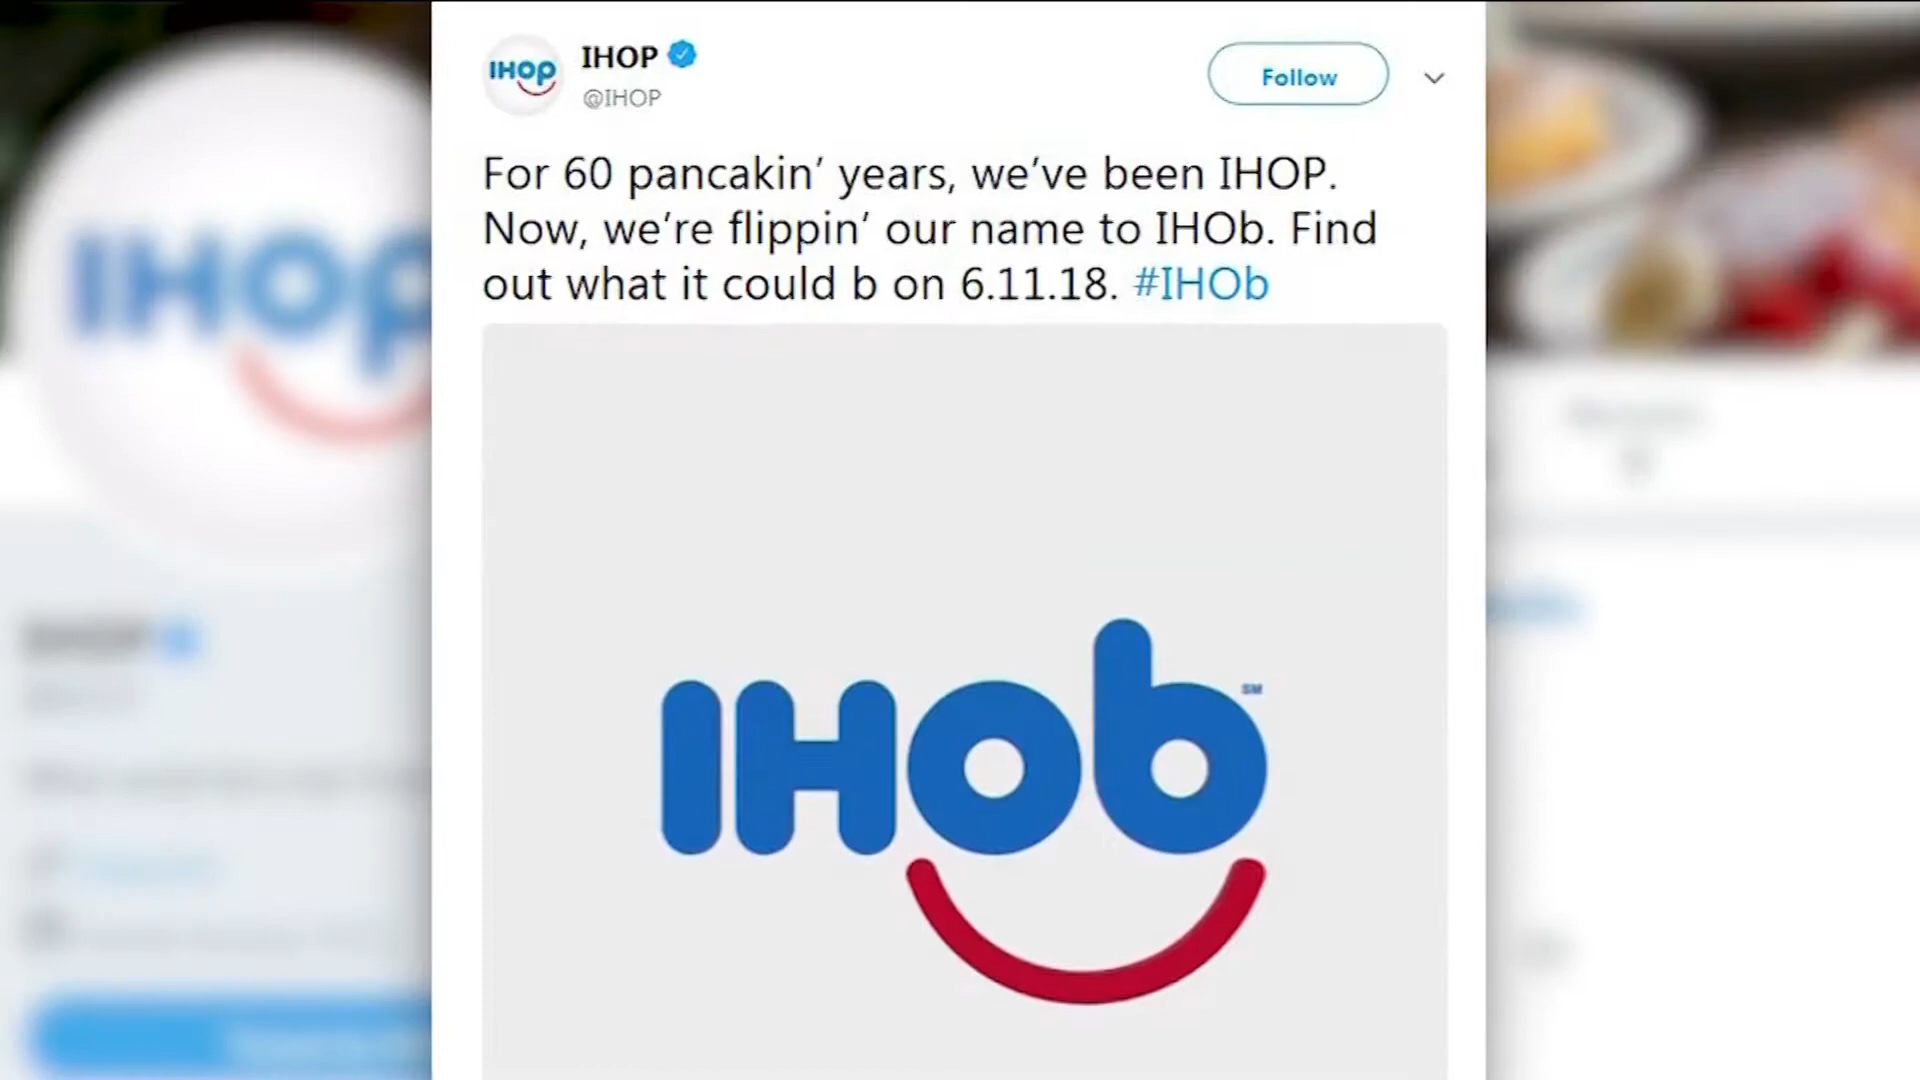 IHOP
IHOP
@IHOP
Follow
For 60 pancakin’ years, we’ve been IHOP.
Now, we’re flippin’ our name to IHOb. Find
out what it could b on 6.11.18. #IHOb
IHOb
SM
IHOP
IHOP